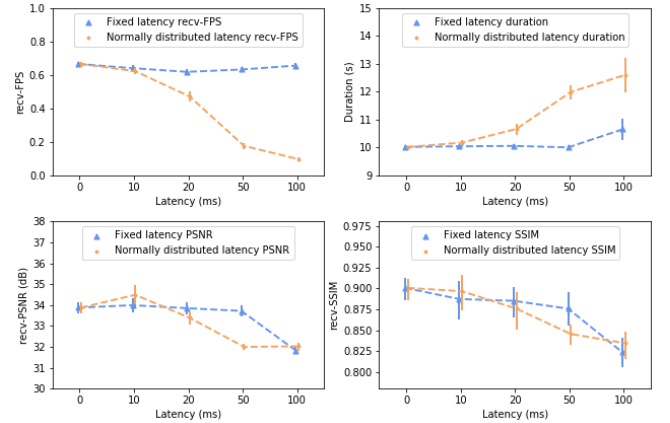 1.0
0.8
0.6
0.4
0.2
0.0
recv-FPS
Fixed latency recv-FPS
Normally distributed latency recv-FPS
0 10 20 50 100
Latency (ms)
15
14
13
12
11
10
9
Duration (s)
Fixed latency duration
Normally distributed latency duration
0 10 20 50 100
Latency (ms)
38
37
36
35
34
33
32
31
30
recv-PSNR (dB)
Fixed latency PSNR
Normally distributed latency PSNR
0 10 20 50 100
Latency (ms)
0.975
0.950
0.925
0.900
0.875
0.850
0.825
0.800
recv-SSIM
Fixed latency SSIM
Normally distributed latency SSIM
0 10 20 50 100
Latency (ms)